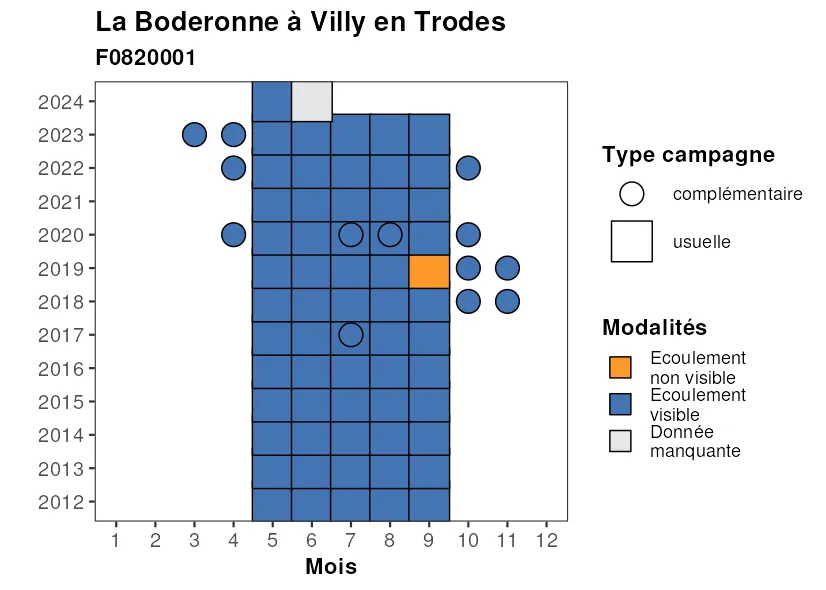 La Boderonne à Villy en Trodes
F0820001
2024
2023
2022
2021
2020
2019
2018
2017
2016
2015
2014
2013
2012
1 2 3 4 5 6 7 8 9 10 11 12
Mois
Type campagne
complémentaire
usuelle
Modalités
Ecoulement
non visible
Ecoulement
visible
Donnée
manquante